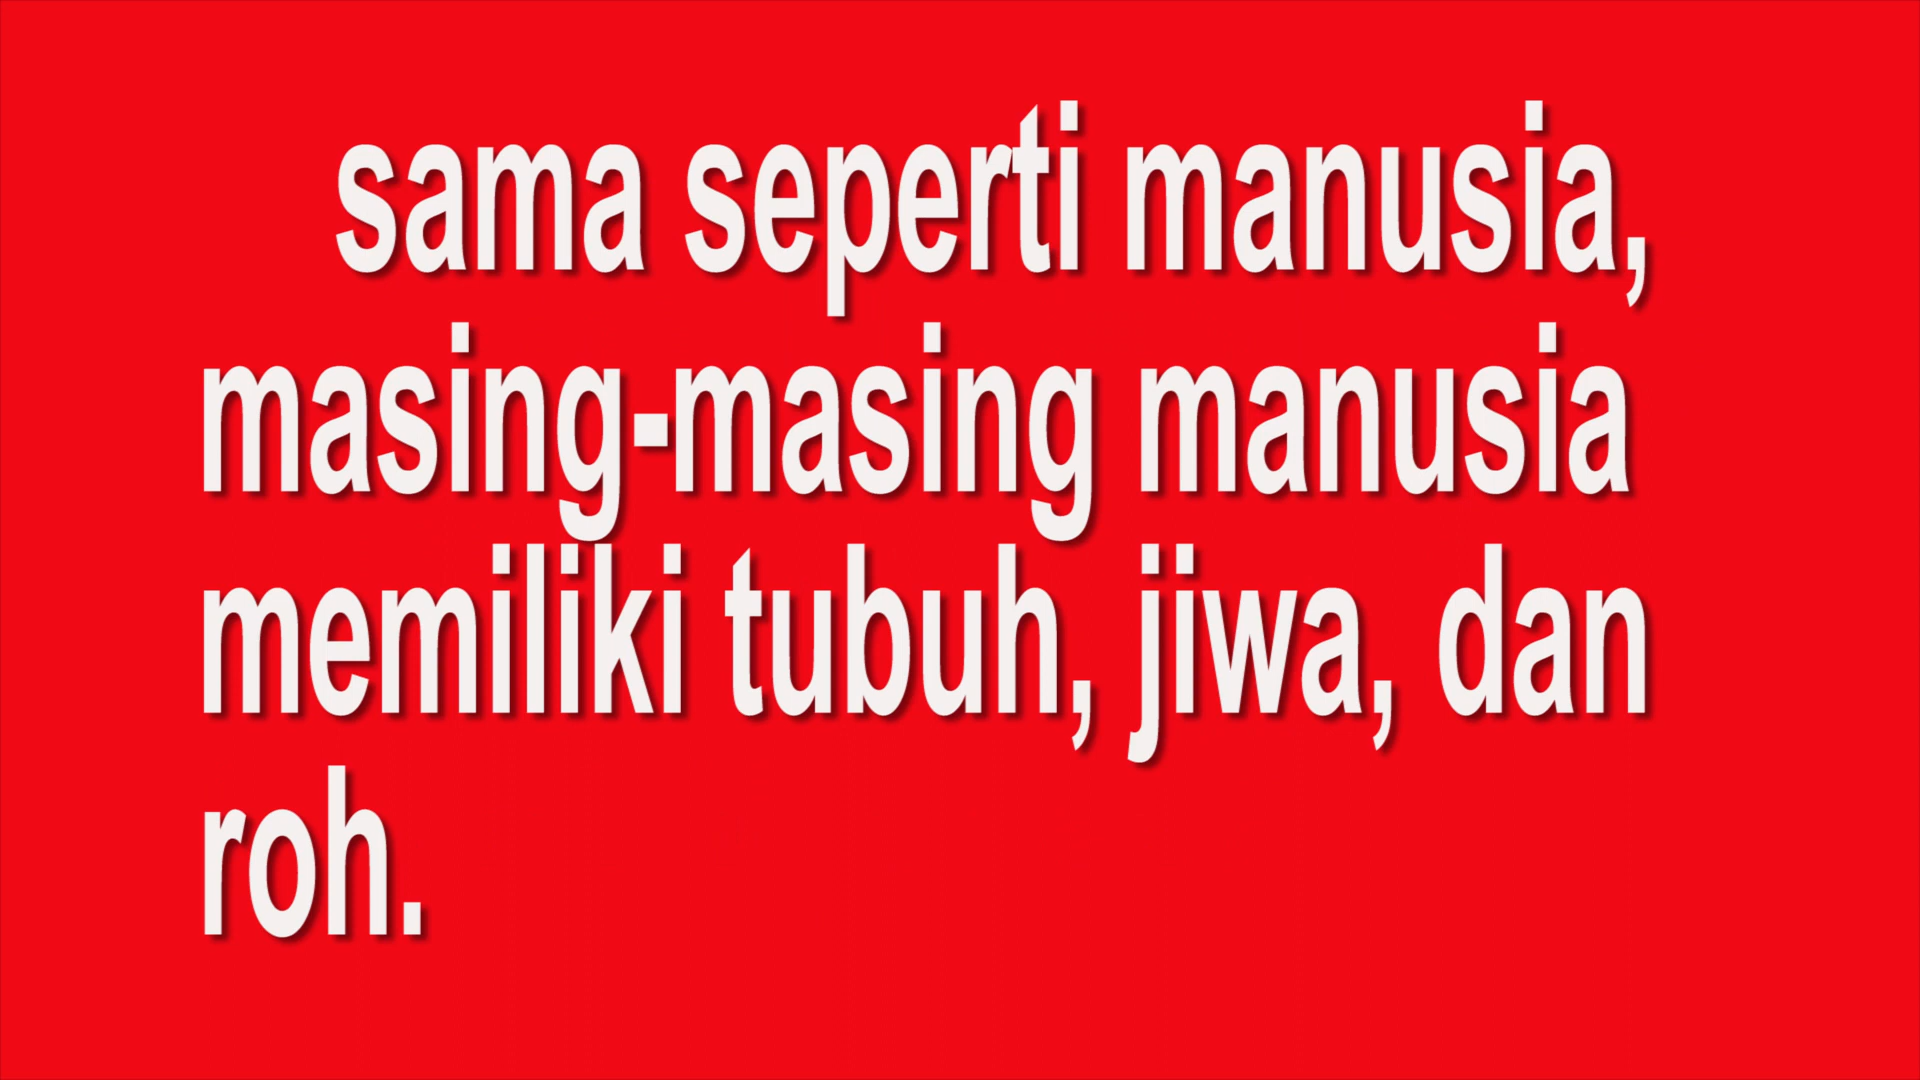 sama seperti manusia,
masing-masing manusia
memiliki tubuh, jiwa, dan
roh.